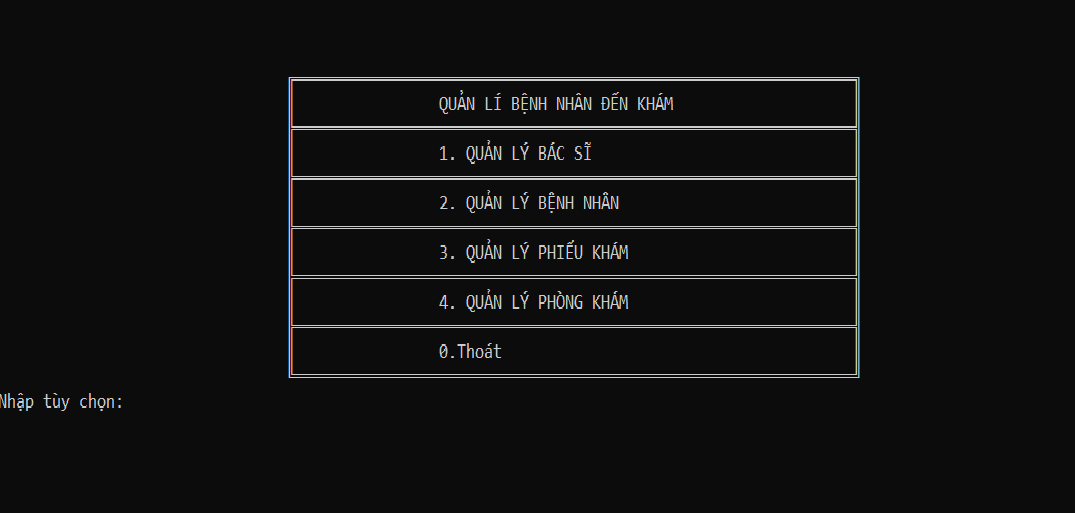 QUẢN LÍ BỆNH NHÂN ĐẾN KHÁM
1. QUẢN LÝ BÁC SĨ
2. QUẢN LÝ BỆNH NHÂN
3. QUẢN LÝ PHIẾU KHÁM
4. QUẢN LÝ PHÒNG KHÁM
0.Thoát
Nhập tùy chọn: